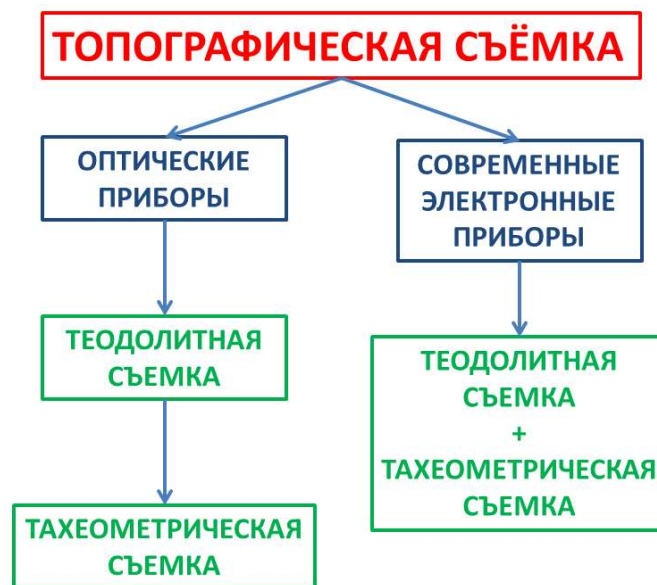 ТОПОГРАФИЧЕСКАЯ СЪЁМКА
ОПТИЧЕСКИЕ
ПРИБОРЫ
СОВРЕМЕННЫЕ
ЭЛЕКТРОННЫЕ
ПРИБОРЫ
ТЕОДОЛИТНАЯ
СЪЕМКА
ТЕОДОЛИТНАЯ
СЪЕМКА
+
ТАХЕОМЕТРИЧЕСКАЯ
СЪЕМКА
ТАХЕОМЕТРИЧЕСКАЯ
СЪЕМКА